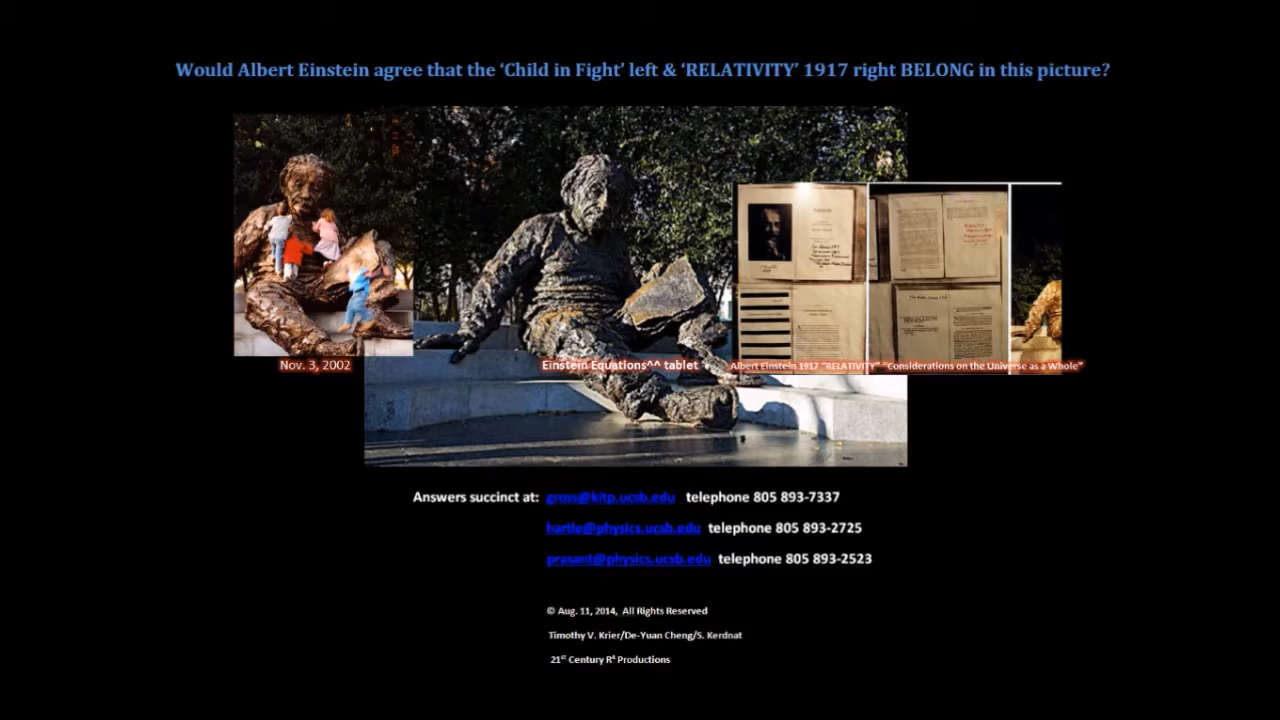 Would Albert Einstein agree that the ‘Child in Fight’ left & ‘RELATIVITY’ 1917 right BELONG in this picture?
Nov. 3, 2002
Einstein Equations^^ tablet
Albert Einstein 1917 "RELATIVITY" "Considerations on the Universe as a Whole"
Answers succinct at: gross@kitp.ucsb.edu telephone 805 893-7337
hartle@physics.ucsb.edu telephone 805 893-2725
prasant@physics.ucsb.edu telephone 805 893-2523
© Aug. 11, 2014, All Rights Reserved
Timothy V. Krier/De-Yuan Cheng/S. Kerdnat
21st Century R⁴ Productions